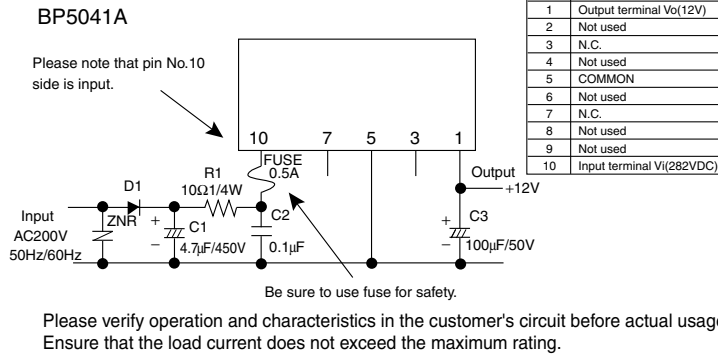 BP5041A
Please note that pin No.10
side is input.
10 7 5 3 1
FUSE
0.5A
R1
10Ω1/4W
D1
Input
AC200V
50Hz/60Hz
ZNR
+
C1
−
4.7µF/450V
C2
0.1µF
Output
+12V
+
C3
−
100µF/50V
Be sure to use fuse for safety.
1 Output terminal Vo(12V)
2 Not used
3 N.C.
4 Not used
5 COMMON
6 Not used
7 N.C.
8 Not used
9 Not used
10 Input terminal Vi(282VDC)
Please verify operation and characteristics in the customer's circuit before actual usage
Ensure that the load current does not exceed the maximum rating.